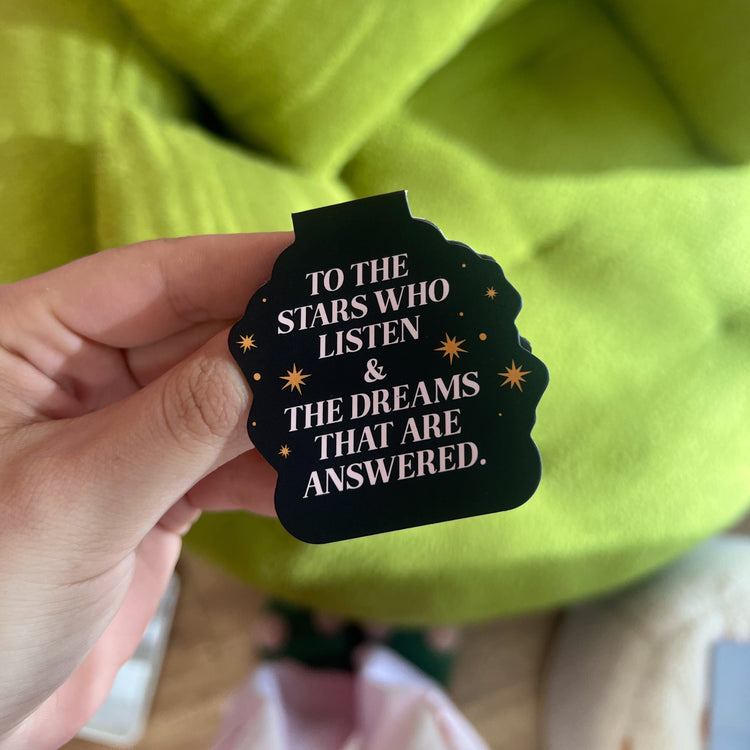 TO THE
STARS WHO
LISTEN
&
THE DREAMS
THAT ARE
ANSWERED.